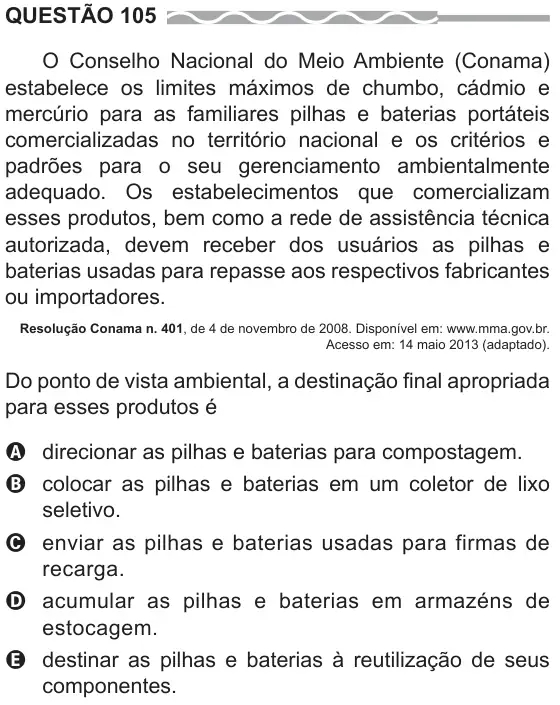 QUESTÃO 105
O Conselho Nacional do Meio Ambiente (Conama)
estabelece os limites máximos de chumbo, cádmio e
mercúrio para as familiares pilhas e baterias portáteis
comercializadas no território nacional e os critérios e
padrões para o seu gerenciamento ambientalmente
adequado. Os estabelecimentos que comercializam
esses produtos, bem como a rede de assistência técnica
autorizada, devem receber dos usuários as pilhas e
baterias usadas para repasse aos respectivos fabricantes
ou importadores.
Resolução Conama n. 401, de 4 de novembro de 2008. Disponível em: www.mma.gov.br.
Acesso em: 14 maio 2013 (adaptado).
Do ponto de vista ambiental, a destinação final apropriada
para esses produtos é
A direcionar as pilhas e baterias para compostagem.
B colocar as pilhas e baterias em um coletor de lixo
seletivo.
C enviar as pilhas e baterias usadas para firmas de
recarga.
D acumular as pilhas e baterias em armazéns de
estocagem.
E destinar as pilhas e baterias à reutilização de seus
componentes.